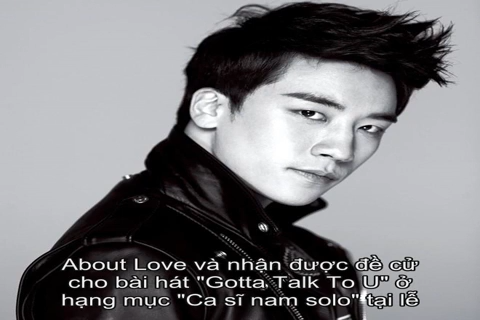 About Love và nhận được đề cử
cho bài hát "Gotta Talk To U" ở
hạng mục "Ca sĩ nam solo" tại lễ